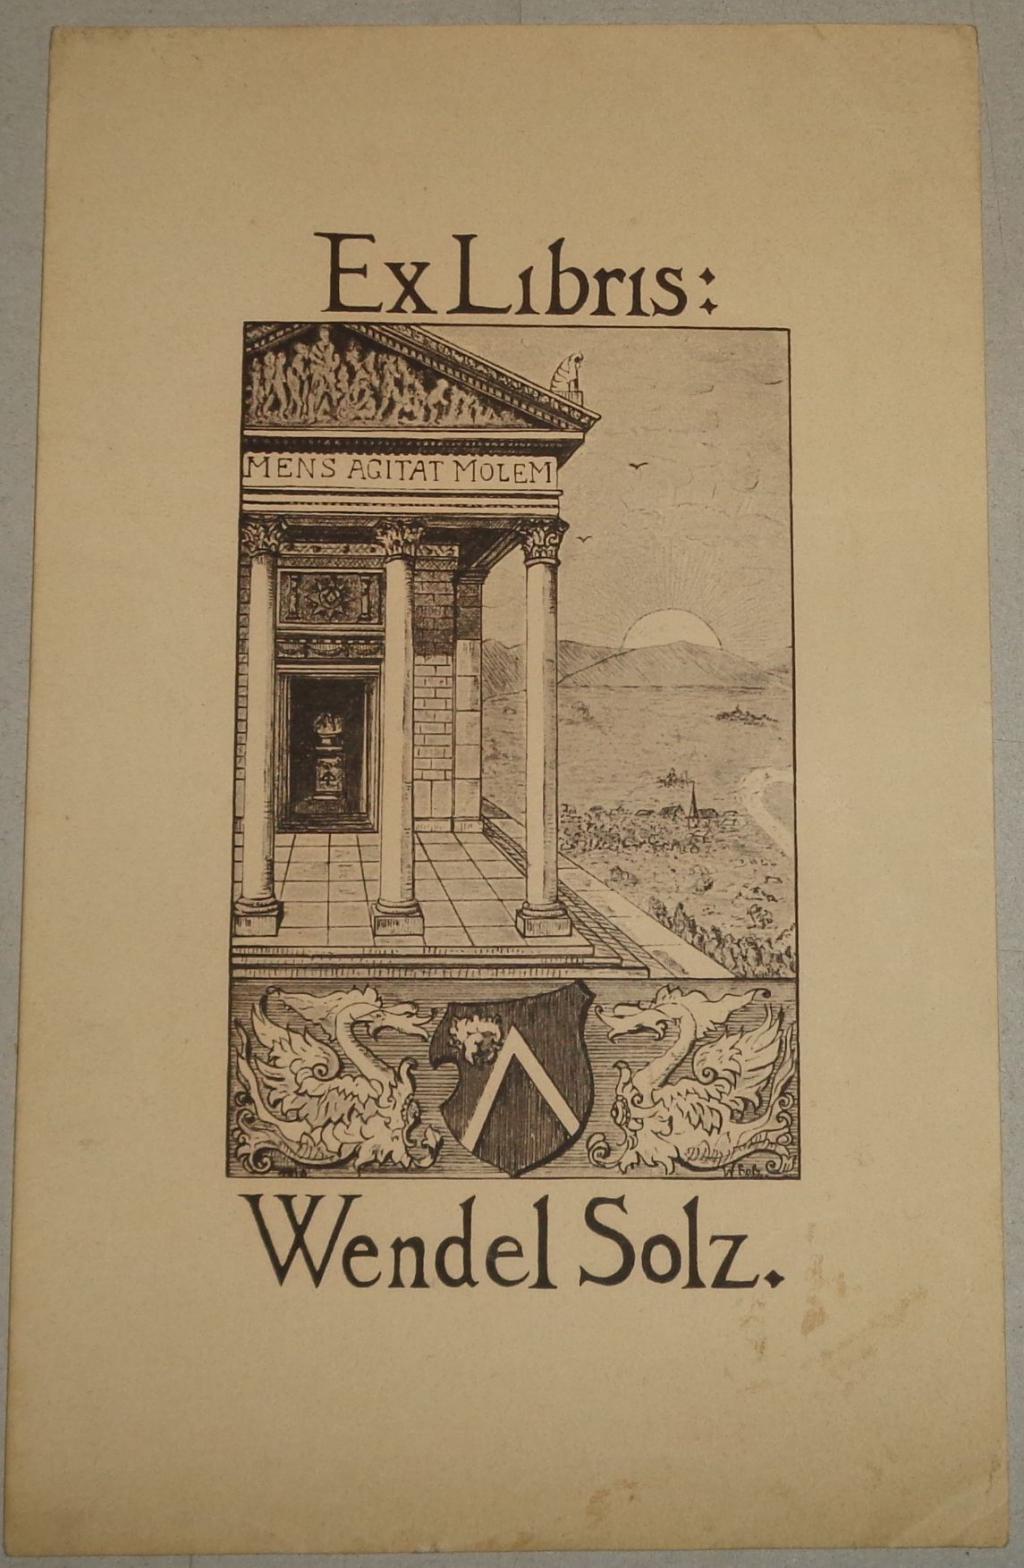 Ex Libris:
MENS AGITAT MOLEM
Wendel Solz.